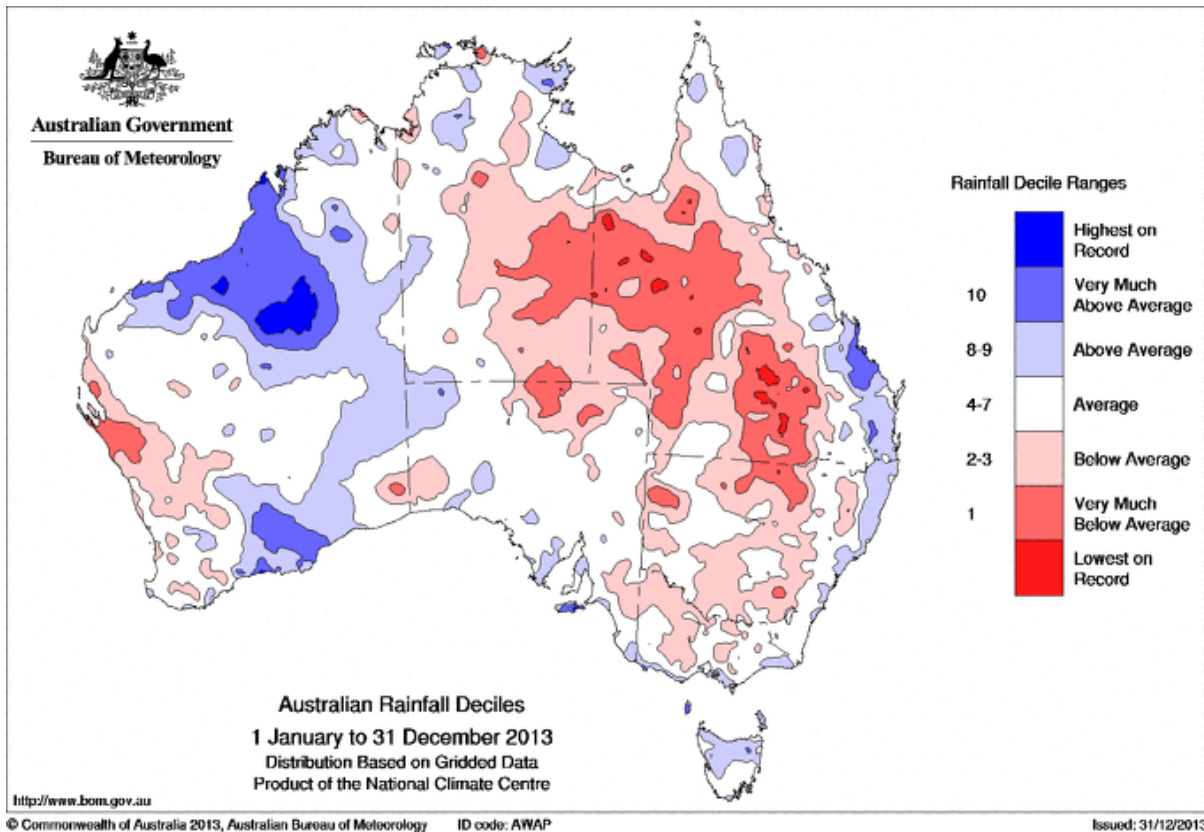 Australian Government
Bureau of Meteorology
Rainfall Decile Ranges
Highest on
Record
10
Very Much
Above Average
8-9
Above Average
4-7
Average
2-3
Below Average
1
Very Much
Below Average
Lowest on
Record
Australian Rainfall Deciles
1 January to 31 December 2013
Distribution Based on Gridded Data
Product of the National Climate Centre
http://www.bom.gov.au
© Commonwealth of Australia 2013, Australian Bureau of Meteorology ID code: AWAP Issued: 31/12/2013